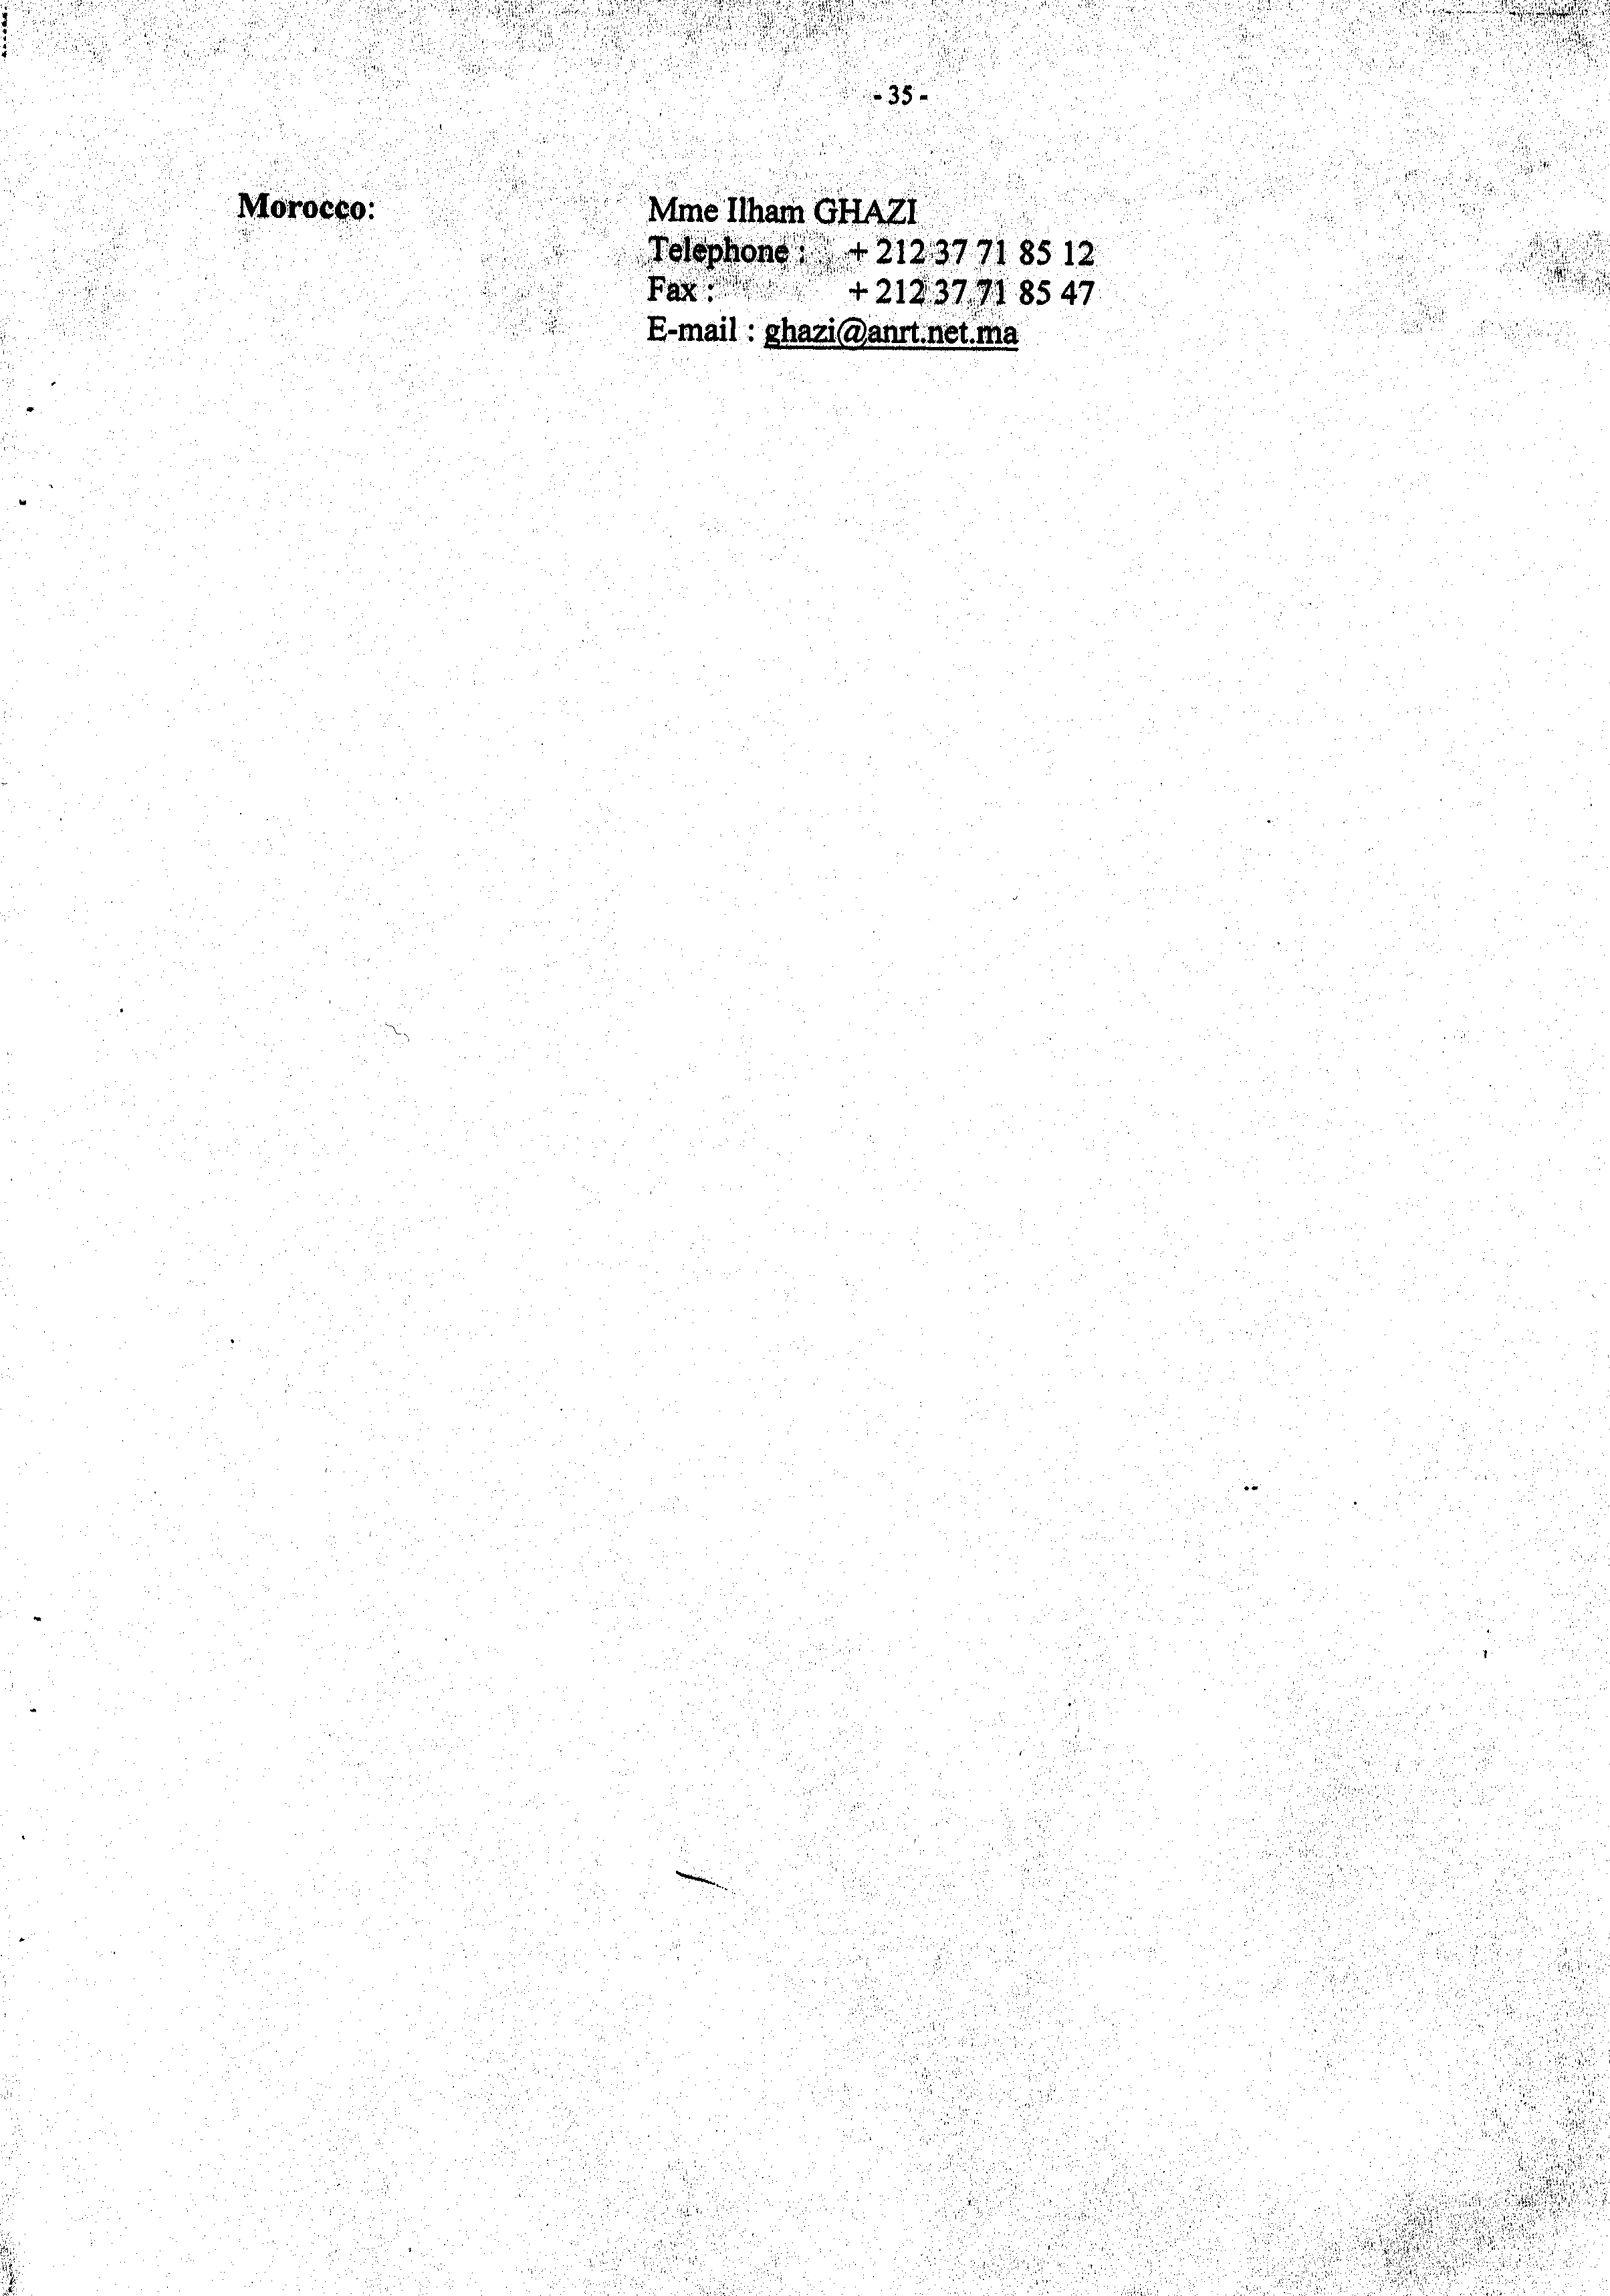 - 35 -
Morocco: Mme Ilham GHAZI
Telephone : + 212 37 71 85 12
Fax : + 212 37 71 85 47
E-mail : ghazi@anrt.net.ma